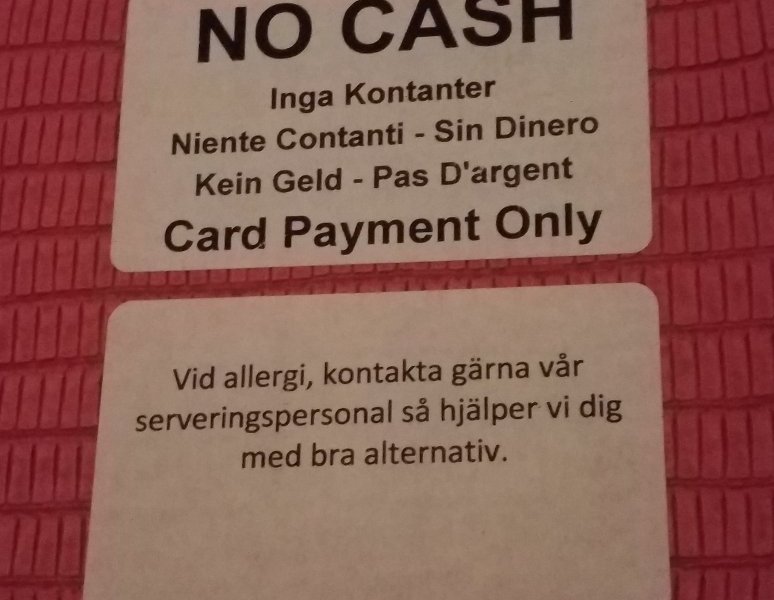 NO CASH
Inga Kontanter
Niente Contanti - Sin Dinero
Kein Geld - Pas D'argent
Card Payment Only
Vid allergi, kontakta gärna vår
serveringspersonal så hjälper vi dig
med bra alternativ.